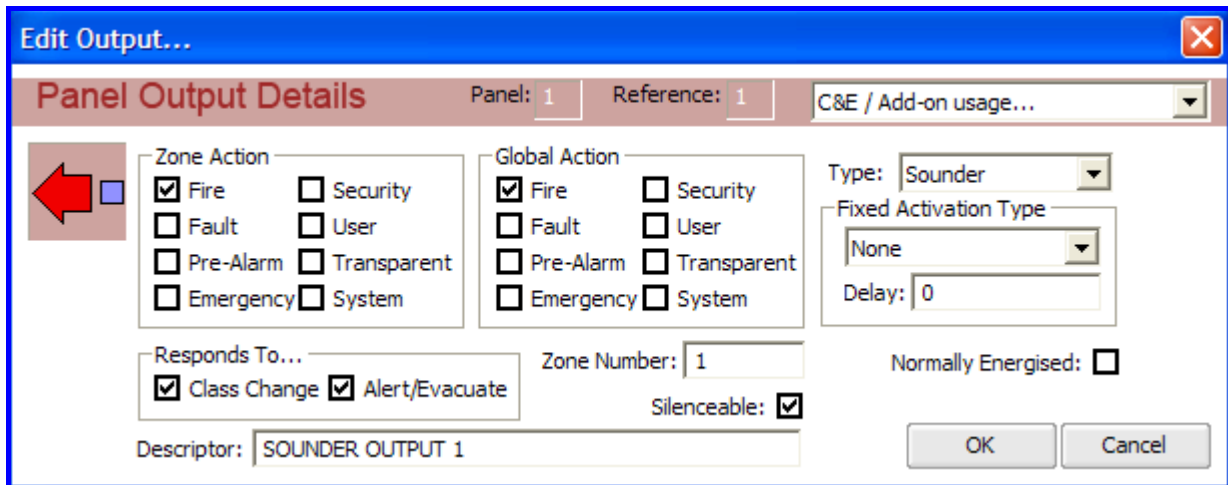 Edit Output...
Panel Output Details Panel: 1 Reference: 1 C&E / Add-on usage...
Zone Action
Fire Security
Fault User
Pre-Alarm Transparent
Emergency System
Global Action
Fire Security
Fault User
Pre-Alarm Transparent
Emergency System
Type: Sounder
Fixed Activation Type
None
Delay: 0
Responds To...
Class Change Alert/Evacuate
Zone Number: 1
Normally Energised:
Silenceable:
Descriptor: SOUNDER OUTPUT 1
OK Cancel